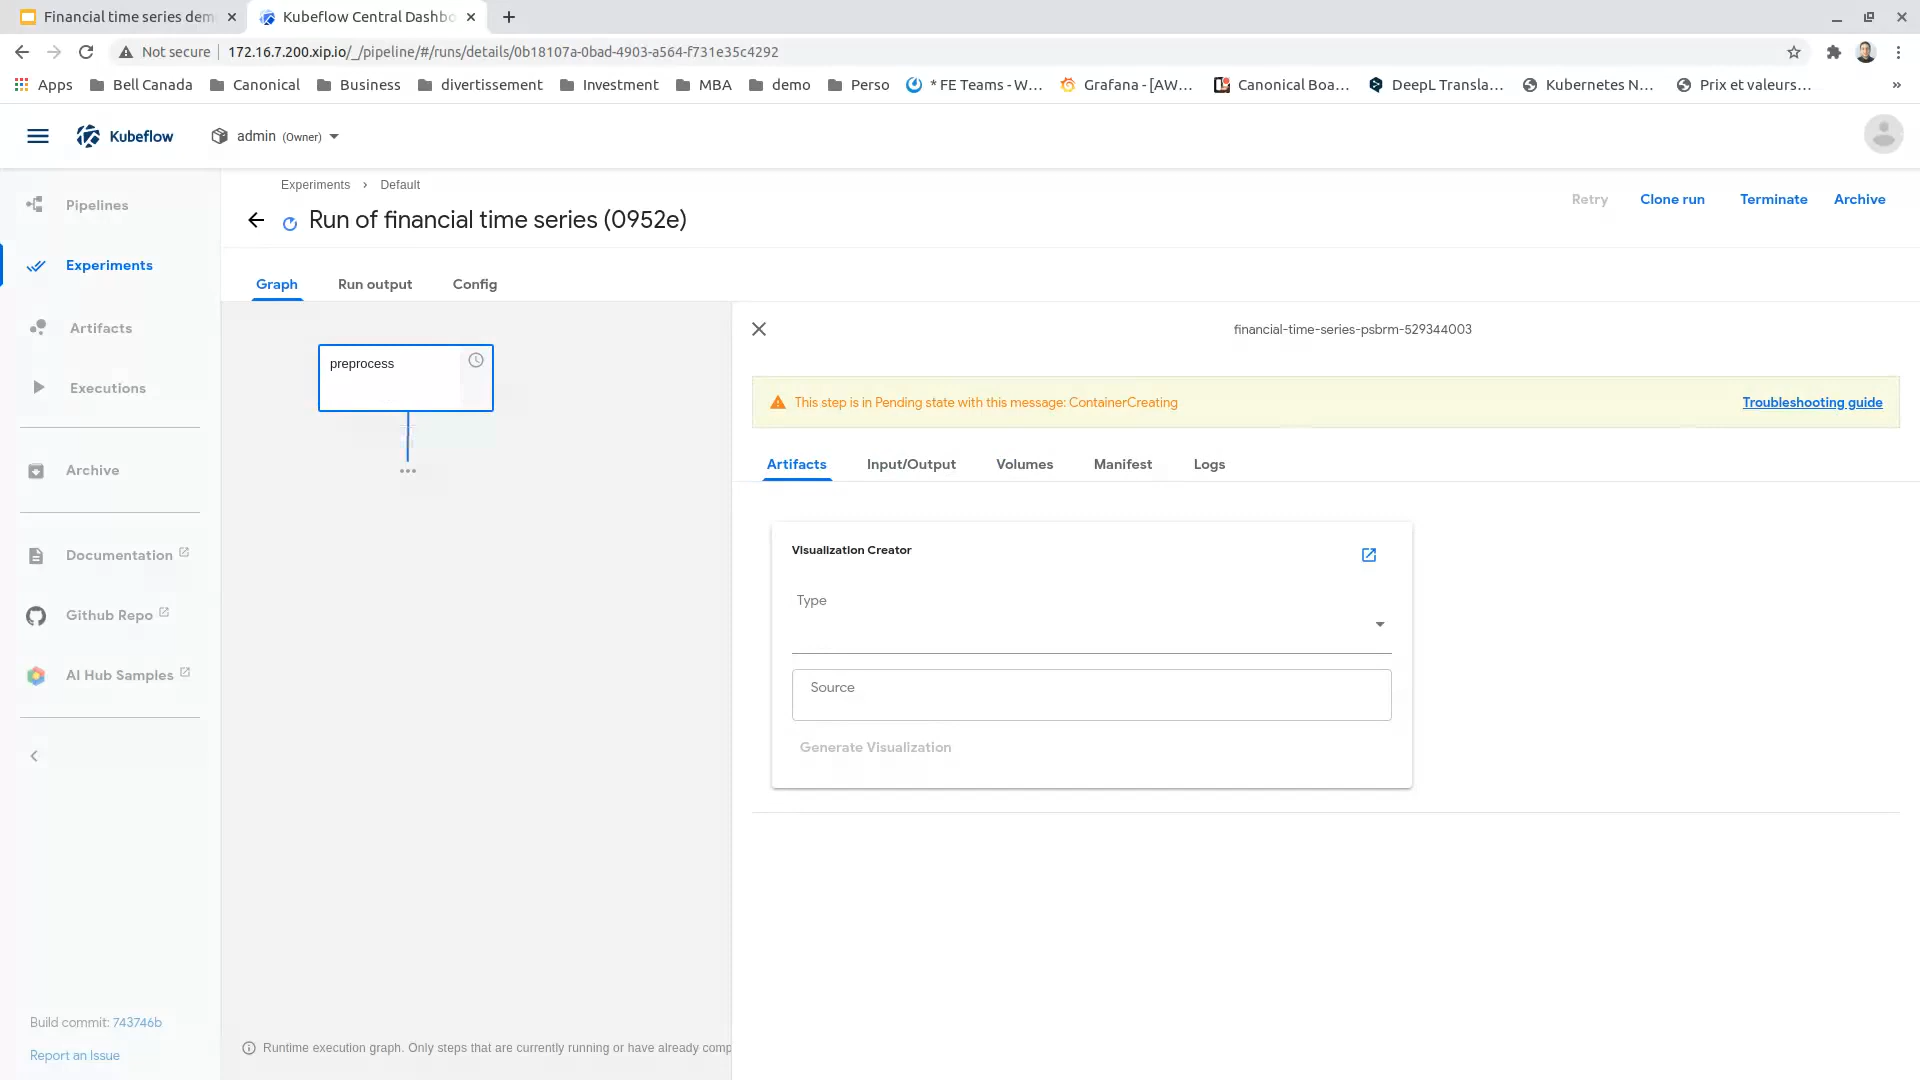 Financial time series dem
Kubeflow Central Dashbo
Not secure
172.16.7.200.xip.io/_/pipeline/#/runs/details/0b18107a-0bad-4903-a564-f731e35c4292
Apps
Bell Canada
Canonical
Business
divertissement
Investment
MBA
demo
Perso
* FE Teams - W...
Grafana - [AW...
Canonical Boa...
DeepL Transla...
Kubernetes N...
Prix et valeurs...
»
Kubeflow
admin (Owner)
Pipelines
Experiments
Artifacts
Executions
Archive
Documentation
Github Repo
AI Hub Samples
Build commit: 743746b
Report an Issue
Experiments › Default
Run of financial time series (0952e)
Retry
Clone run
Terminate
Archive
Graph
Run output
Config
preprocess
Runtime execution graph. Only steps that are currently running or have already comp
financial-time-series-psbrm-529344003
This step is in Pending state with this message: ContainerCreating
Troubleshooting guide
Artifacts
Input/Output
Volumes
Manifest
Logs
Visualization Creator
Type
Source
Generate Visualization